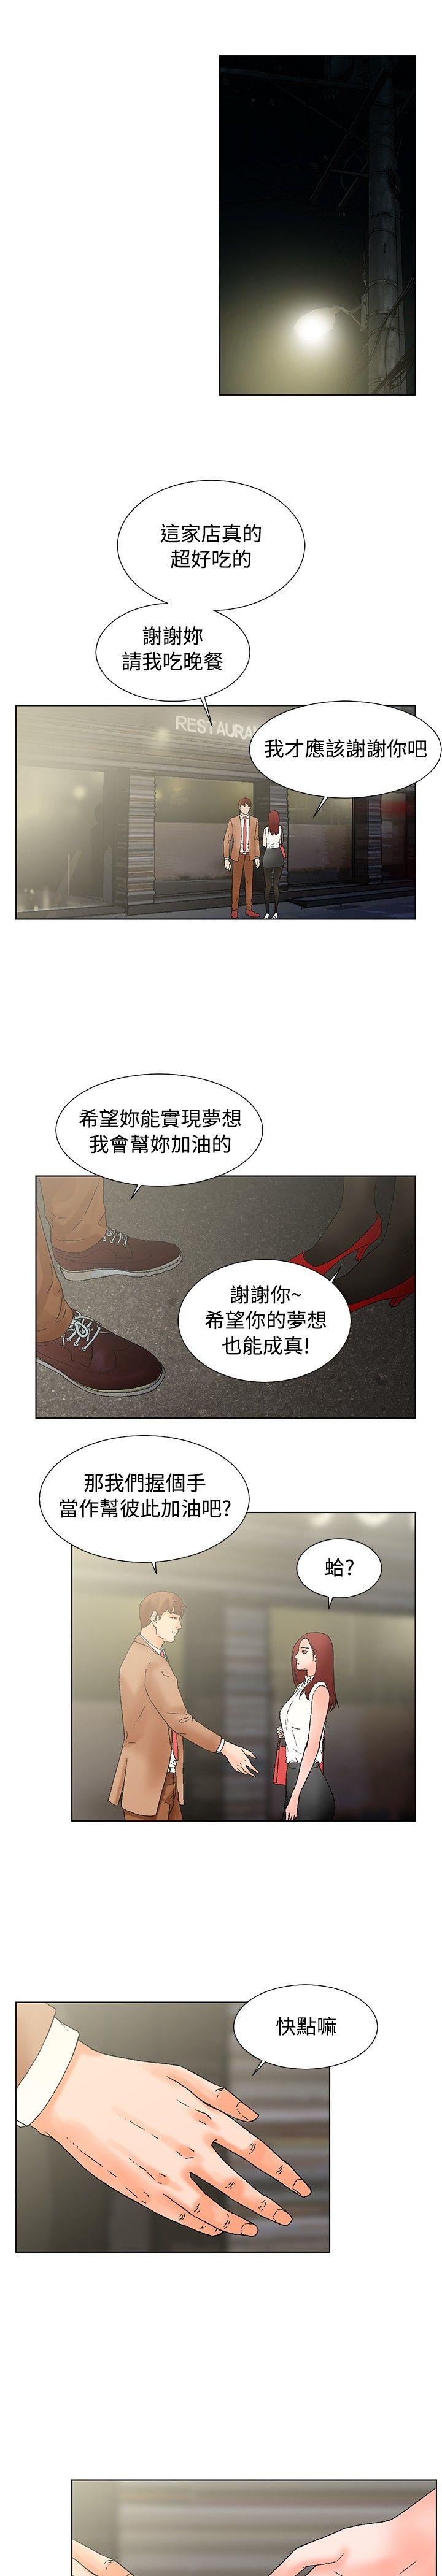 這家店真的
超好吃的
謝謝妳
請我吃晚餐
RESTAURA
我才應該謝謝你吧
希望妳能實現夢想
我會幫妳加油的
謝謝你~
希望你的夢想
也能成真!
那我們握個手
當作幫彼此加油吧?
蛤?
快點嘛